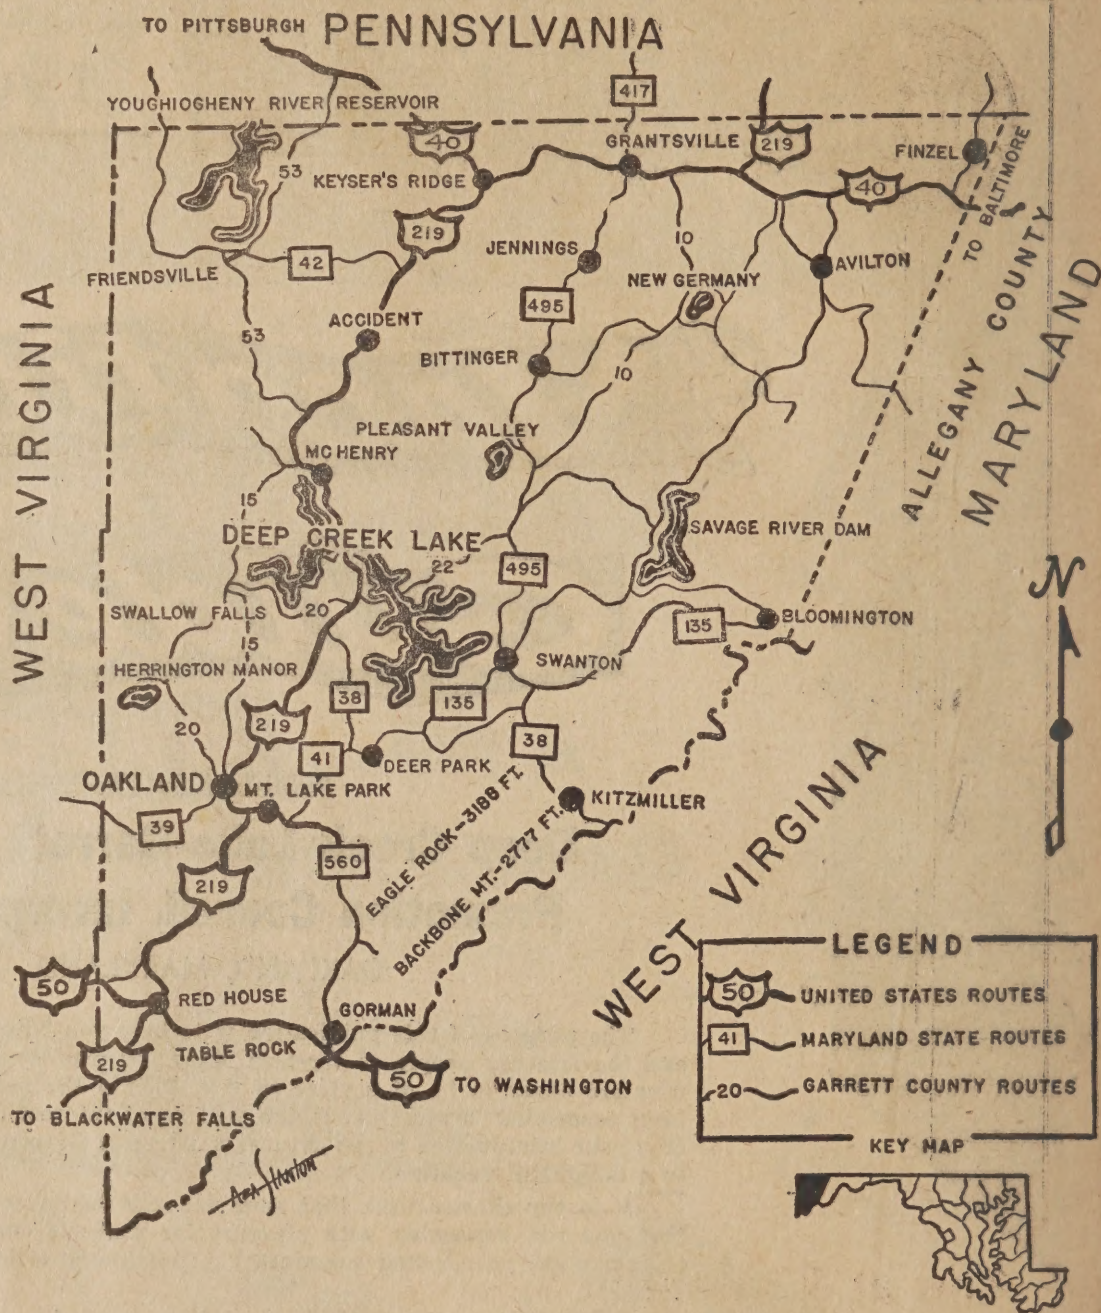 TO PITTSBURGH
PENNSYLVANIA
417
YOUGHIOGHENY RIVER RESERVOIR
40
GRANTSVILLE
219
FINZEL
53
KEYSER'S RIDGE
40
TO BALTIMORE
219
JENNINGS
10
42
AVILTON
FRIENDSVILLE
NEW GERMANY
495
ALLEGANY COUNTY
MARYLAND
WEST VIRGINIA
ACCIDENT
53
BITTINGER
10
PLEASANT VALLEY
MC HENRY
15
DEEP CREEK LAKE
SAVAGE RIVER DAM
22
495
N
SWALLOW FALLS
20
BLOOMINGTON
135
15
SWANTON
HERRINGTON MANOR
38
135
20
219
38
41
DEER PARK
OAKLAND
MT. LAKE PARK
KITZMILLER
39
EAGLE ROCK-3188 FT.
BACKBONE MT.-2777 FT.
560
219
WEST VIRGINIA
50
RED HOUSE
GORMAN
TABLE ROCK
219
50
TO WASHINGTON
TO BLACKWATER FALLS
LEGEND
50 UNITED STATES ROUTES
41 MARYLAND STATE ROUTES
20 GARRETT COUNTY ROUTES
KEY MAP